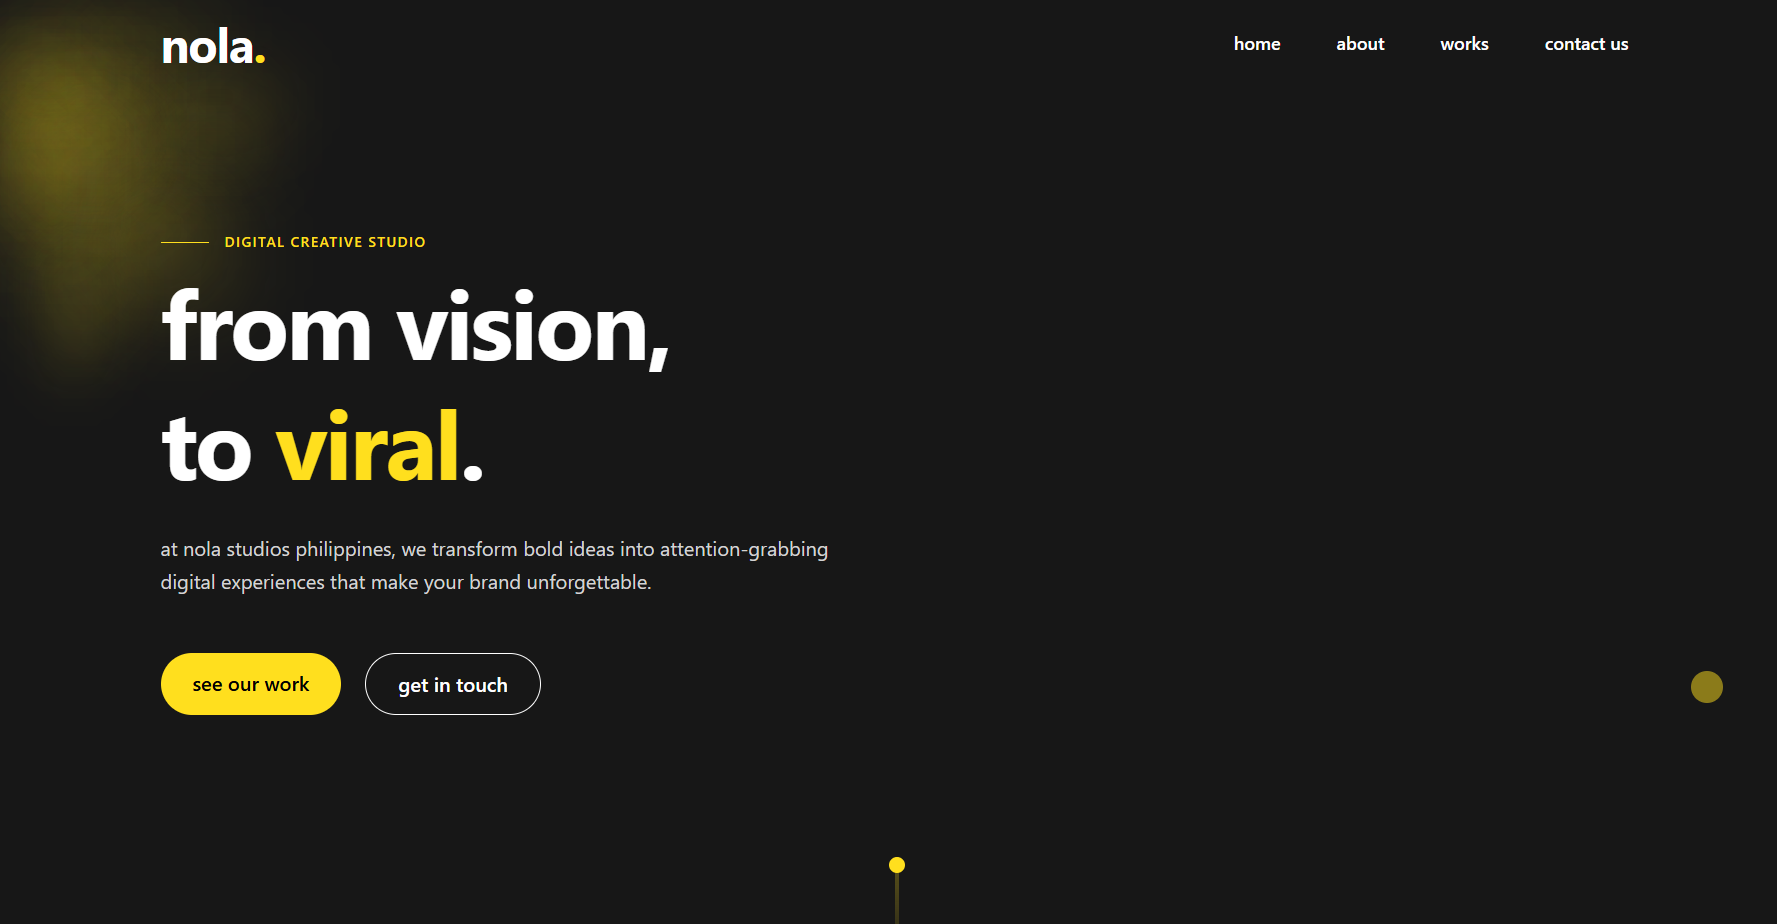 nola.
home about works contact us
DIGITAL CREATIVE STUDIO
from vision,
to viral.
at nola studios philippines, we transform bold ideas into attention-grabbing
digital experiences that make your brand unforgettable.
see our work get in touch